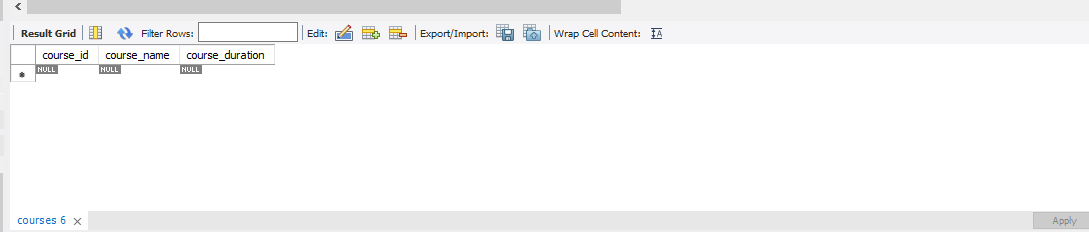 Result Grid Filter Rows: Edit: Export/Import: Wrap Cell Content: IA
course_id course_name course_duration
NULL NULL NULL
courses 6
Apply